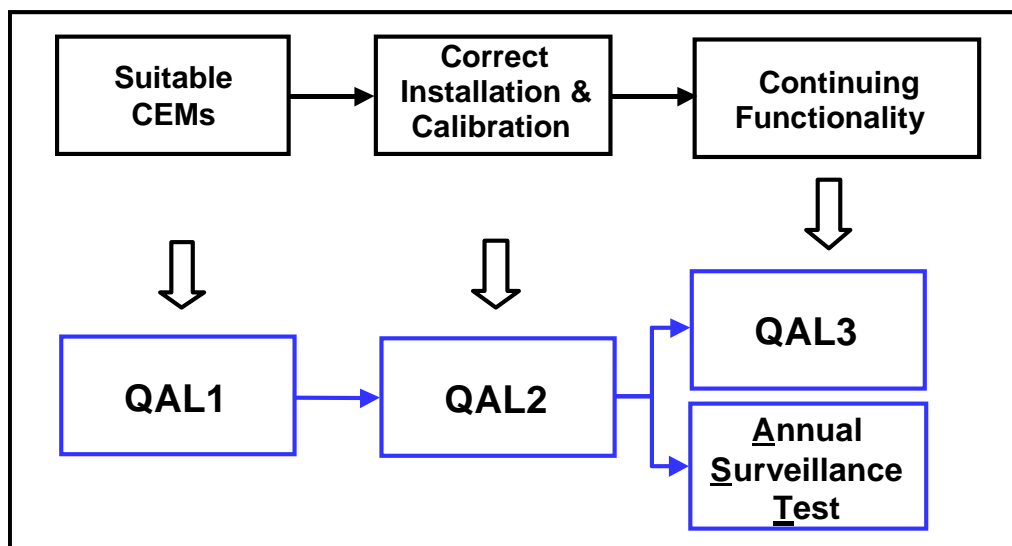 Suitable
CEMs
Correct
Installation &
Calibration
Continuing
Functionality
QAL1
QAL2
QAL3
Annual
Surveillance
Test